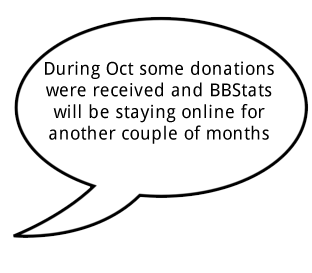 During Oct some donations
were received and BBStats
will be staying online for
another couple of months